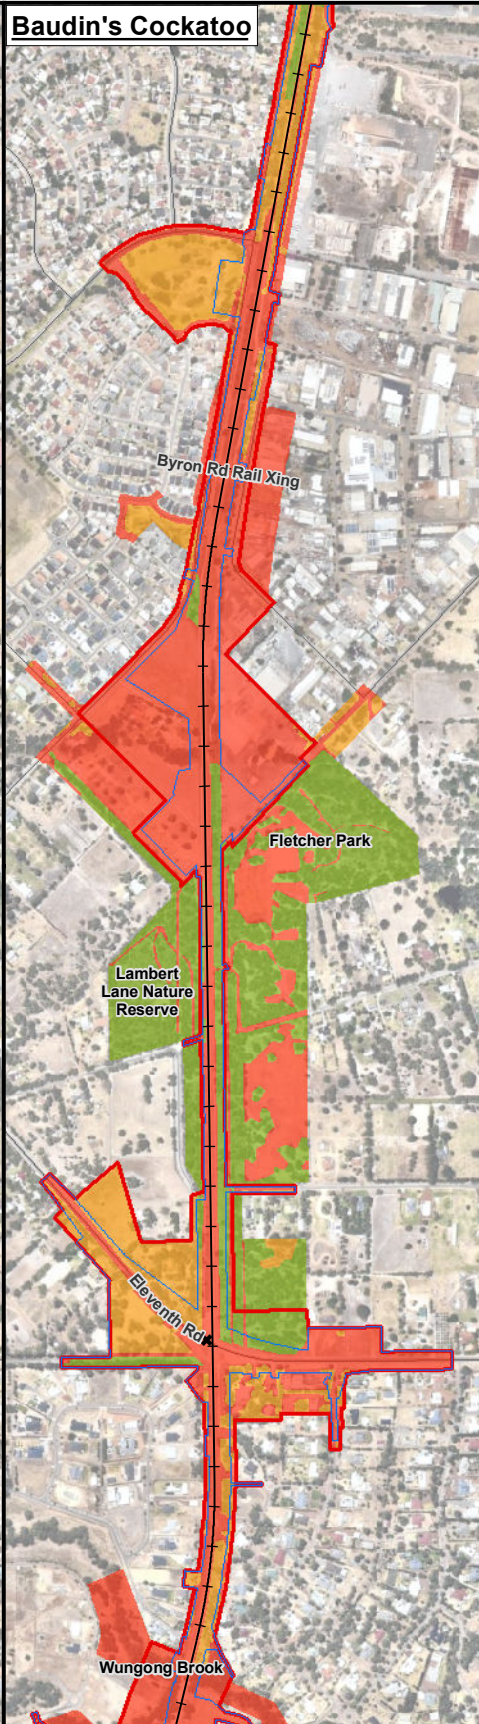 Baudin's Cockatoo
Byron Rd Rail Xing
Fletcher Park
Lambert
Lane Nature
Reserve
Eleventh Rd
Wungong Brook